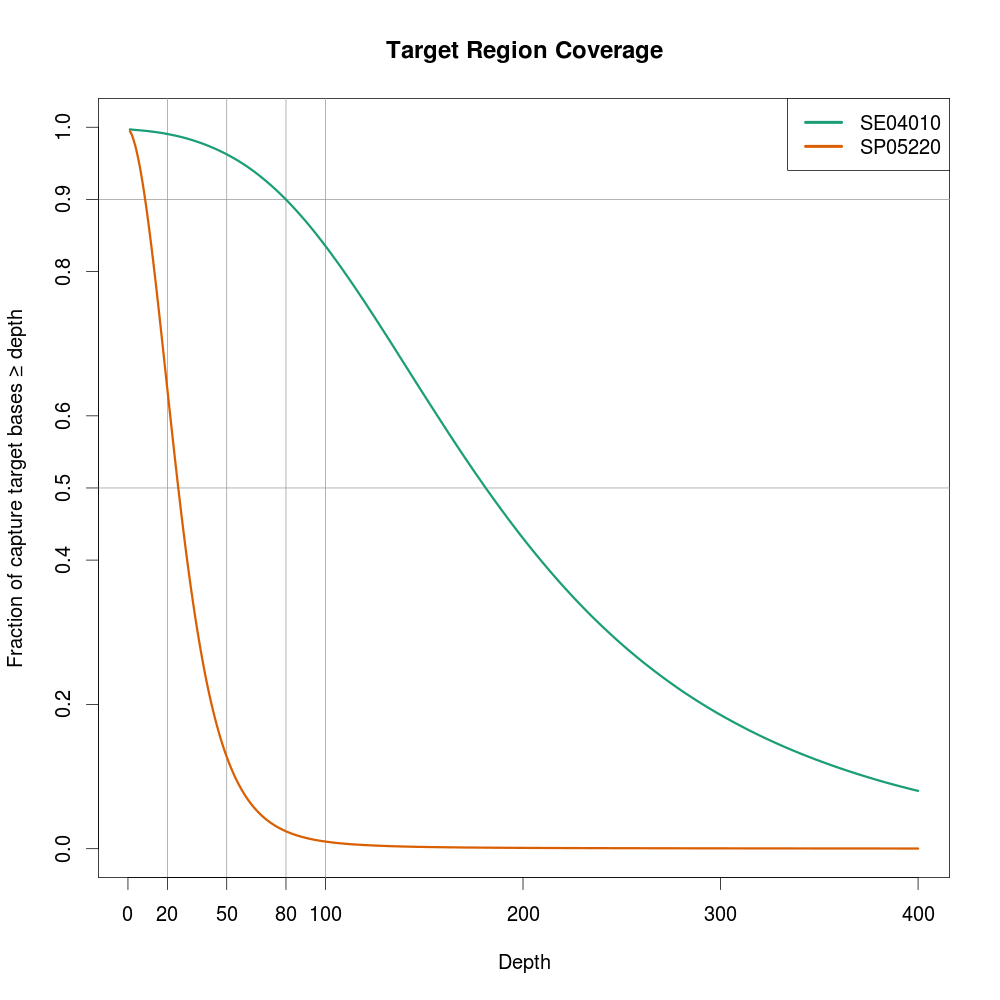 Target Region Coverage
SE04010
SP05220
Fraction of capture target bases ≥ depth
1.0
0.9
0.8
0.6
0.5
0.4
0.2
0.0
0 20 50 80 100 200 300 400
Depth